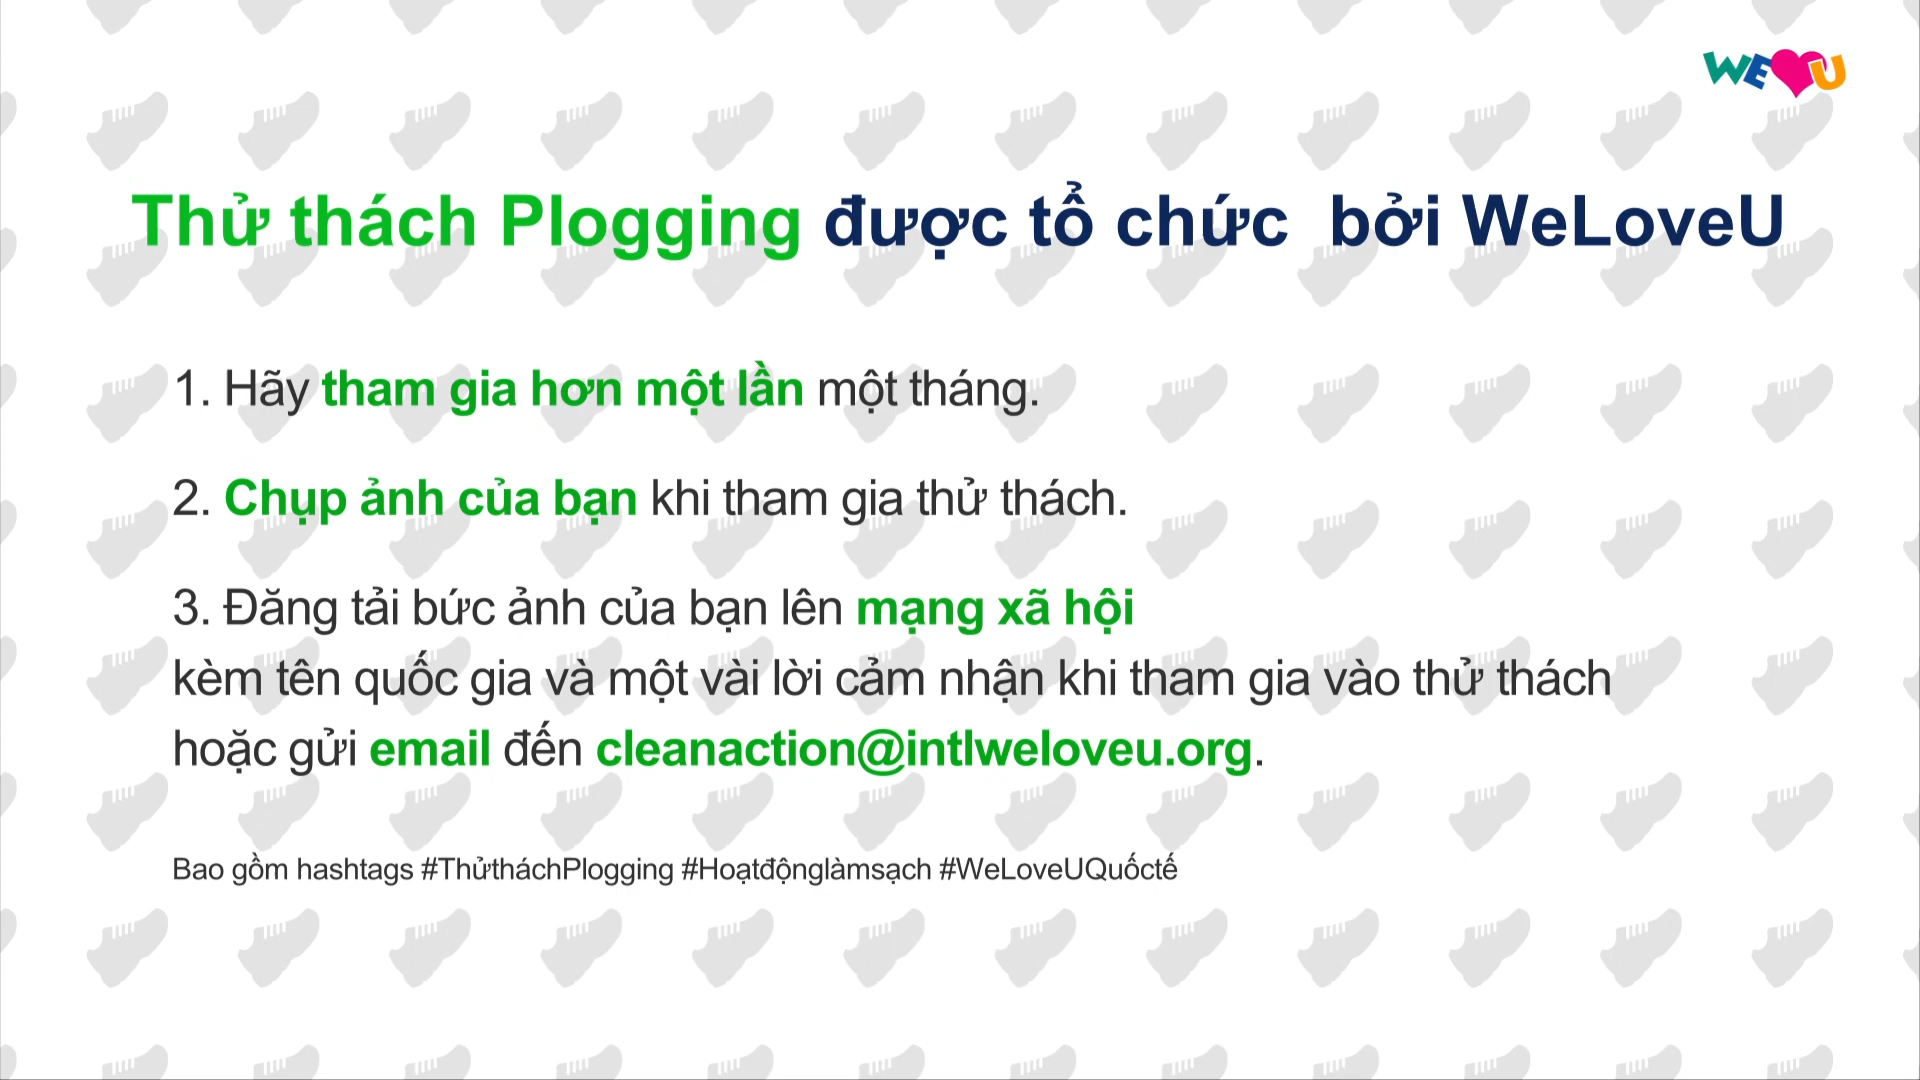 WE U
Thử thách Plogging được tổ chức bởi WeLoveU
1. Hãy tham gia hơn một lần một tháng.
2. Chụp ảnh của bạn khi tham gia thử thách.
3. Đăng tải bức ảnh của bạn lên mạng xã hội
kèm tên quốc gia và một vài lời cảm nhận khi tham gia vào thử thách
hoặc gửi email đến cleanaction@intlweloveu.org.
Bao gồm hashtags #ThửtháchPlogging #Hoạtđộnglàmsạch #WeLoveUQuốctế